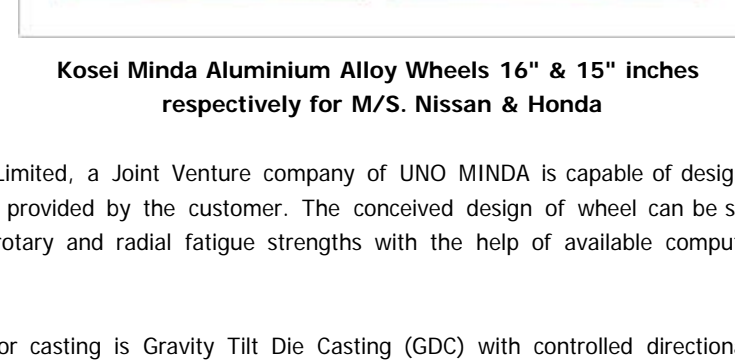 Kosei Minda Aluminium Alloy Wheels 16" & 15" inches
respectively for M/S. Nissan & Honda
Limited, a Joint Venture company of UNO MINDA is capable of desig
provided by the customer. The conceived design of wheel can be s
rotary and radial fatigue strengths with the help of available compu
or casting is Gravity Tilt Die Casting (GDC) with controlled direction